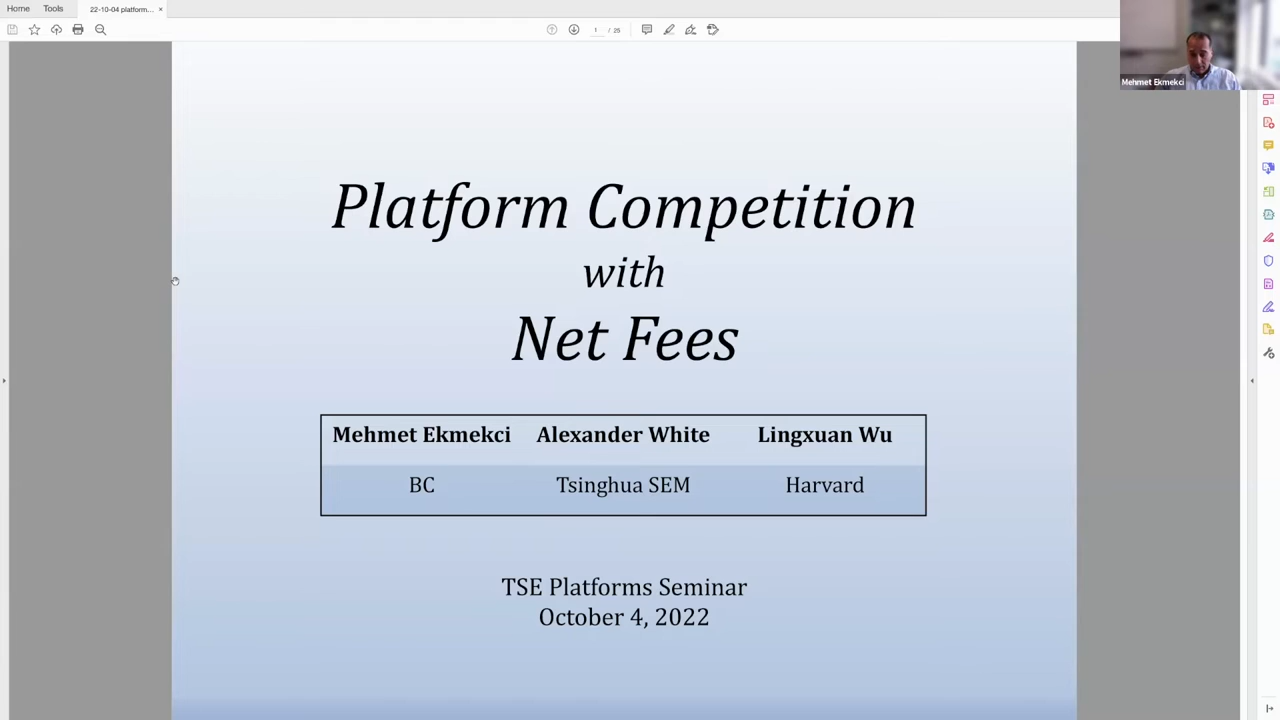 Home Tools 22-10-04 platform... ×
1 / 25
Mehmet Ekmekci
Platform Competition
with
Net Fees
Mehmet Ekmekci Alexander White Lingxuan Wu
BC Tsinghua SEM Harvard
TSE Platforms Seminar
October 4, 2022